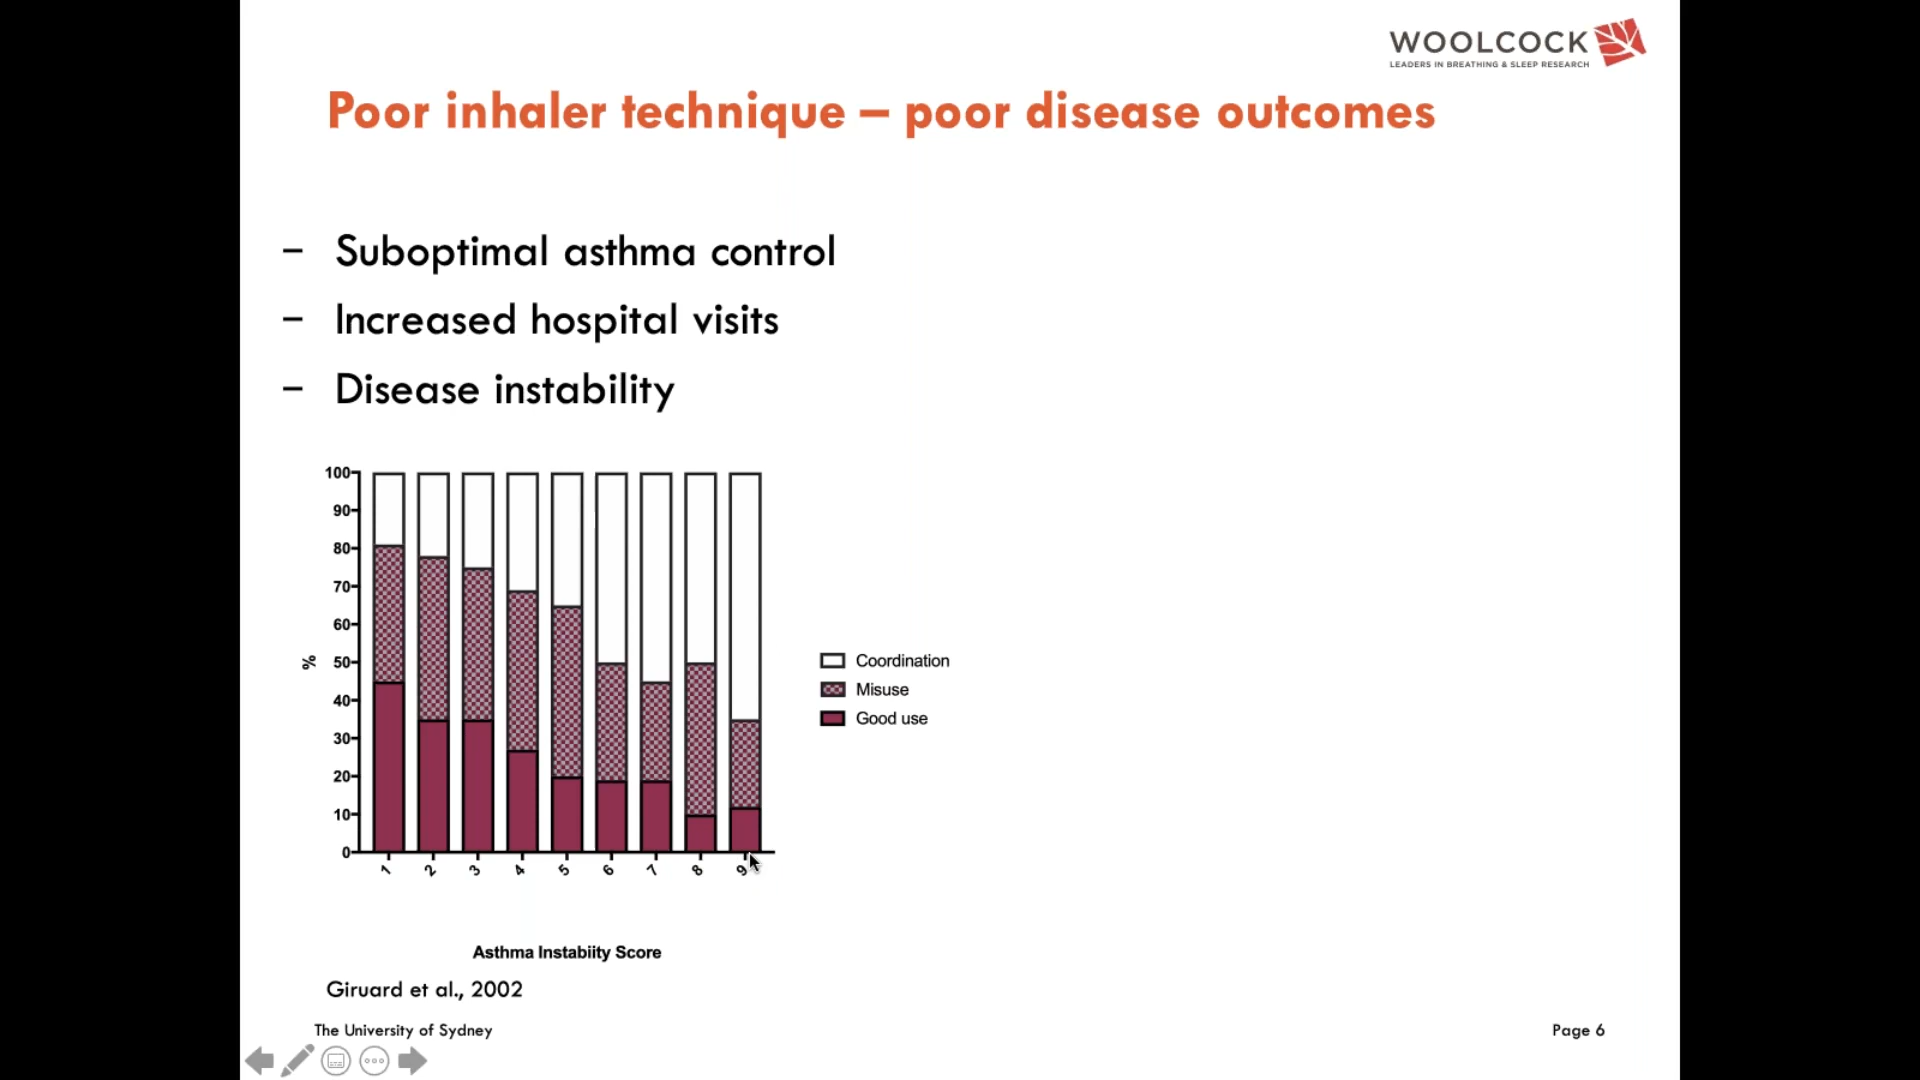 WOOLCOCK
LEADERS IN BREATHING & SLEEP RESEARCH
Poor inhaler technique – poor disease outcomes
– Suboptimal asthma control
– Increased hospital visits
– Disease instability
100
90
80
70
60
50
40
30
20
10
0
%
1 2 3 4 5 6 7 8 9
Coordination
Misuse
Good use
Asthma Instabiity Score
Giruard et al., 2002
The University of Sydney
Page 6